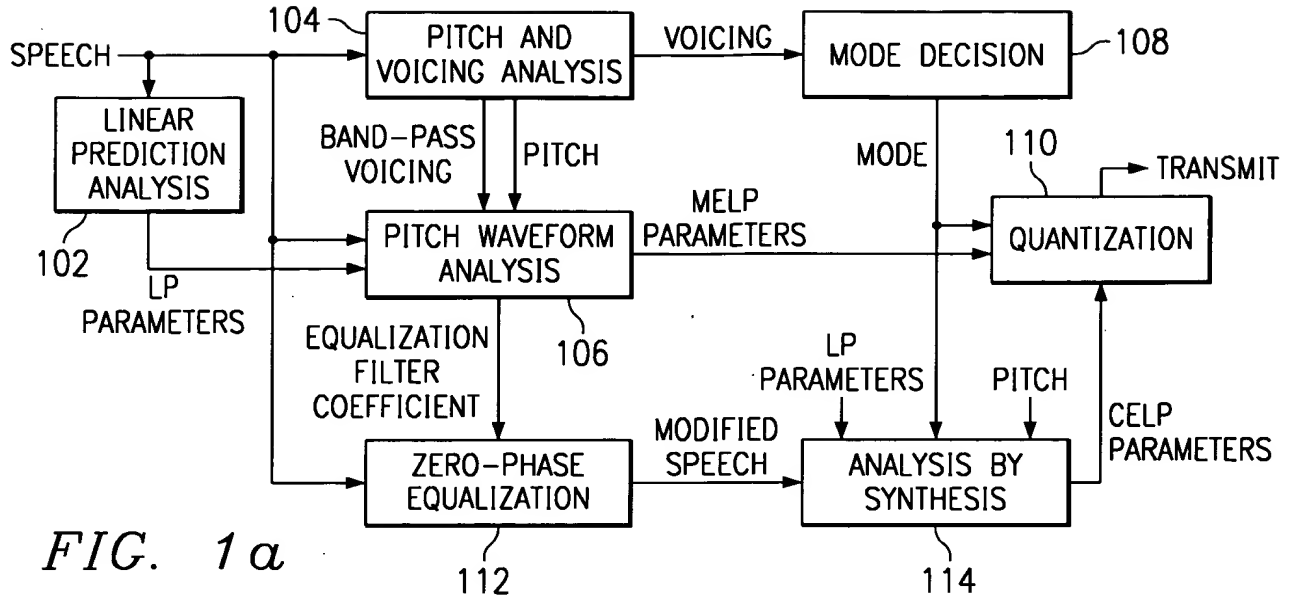 104
SPEECH
PITCH AND
VOICING ANALYSIS
VOICING
MODE DECISION
108
LINEAR
PREDICTION
ANALYSIS
102
BAND-PASS
VOICING
PITCH
MODE
110
TRANSMIT
LP
PARAMETERS
PITCH WAVEFORM
ANALYSIS
106
MELP
PARAMETERS
QUANTIZATION
EQUALIZATION
FILTER
COEFFICIENT
LP
PARAMETERS
PITCH
CELP
PARAMETERS
ZERO-PHASE
EQUALIZATION
112
MODIFIED
SPEECH
ANALYSIS BY
SYNTHESIS
114
FIG. 1a